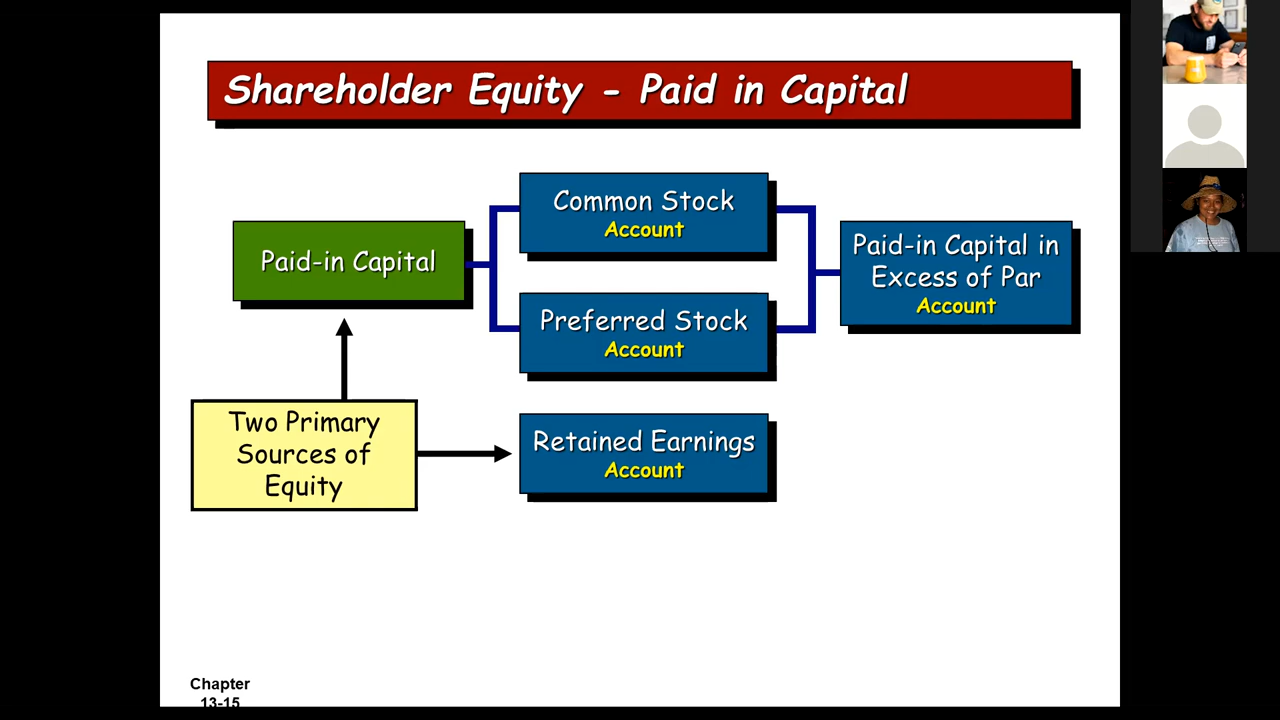 Shareholder Equity - Paid in Capital
Common Stock
Account
Paid-in Capital
Paid-in Capital in
Excess of Par
Account
Preferred Stock
Account
Two Primary
Sources of
Equity
Retained Earnings
Account
Chapter
13-15